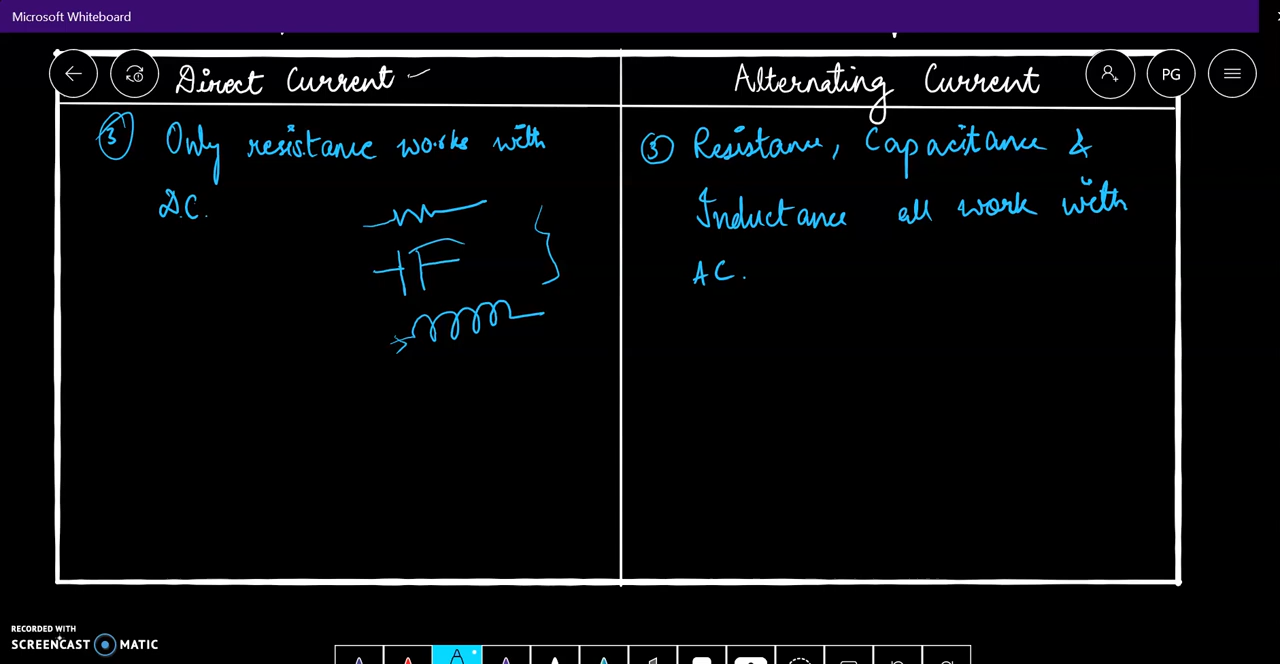 Microsoft Whiteboard
Direct Current
Alternating Current
PG
③ Only resistance works with
D.C.
③ Resistance, Capacitance &
Inductance all work with
AC.
RECORDED WITH
SCREENCAST MATIC